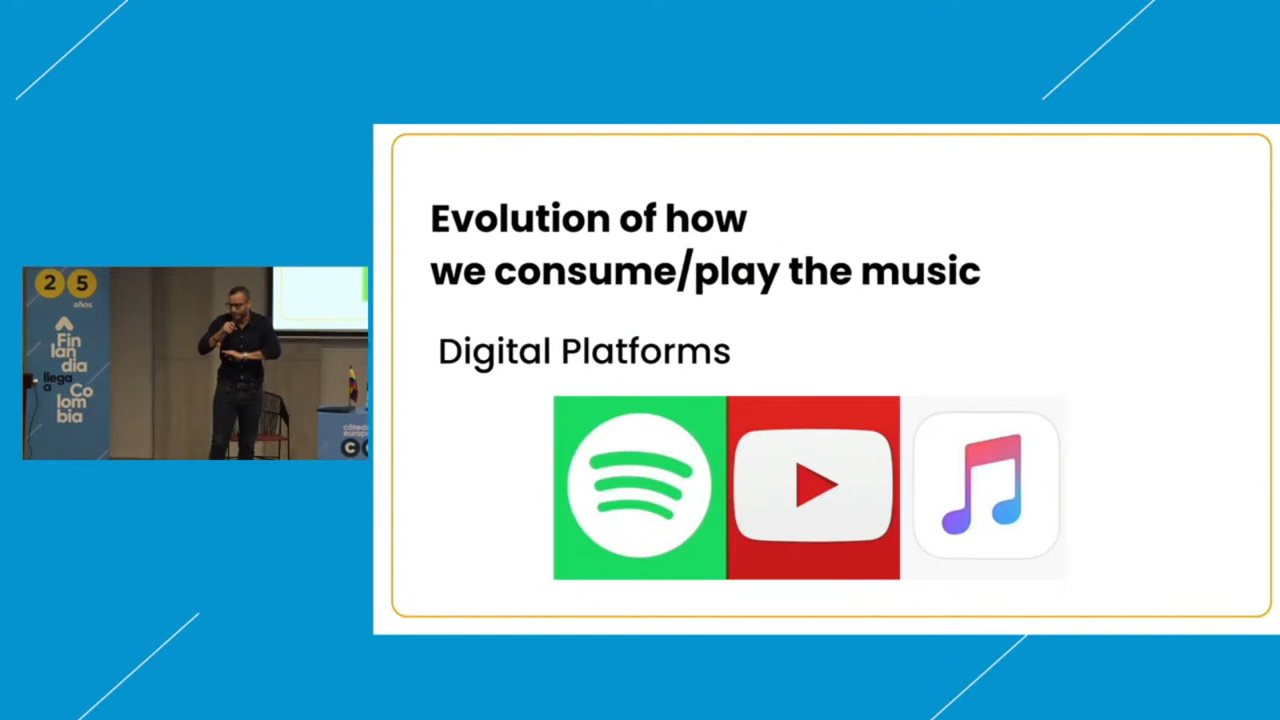 2 5
años
Fin
lan
dia
llega
a
Co
lom
bia
Evolution of how
we consume/play the music
Digital Platforms